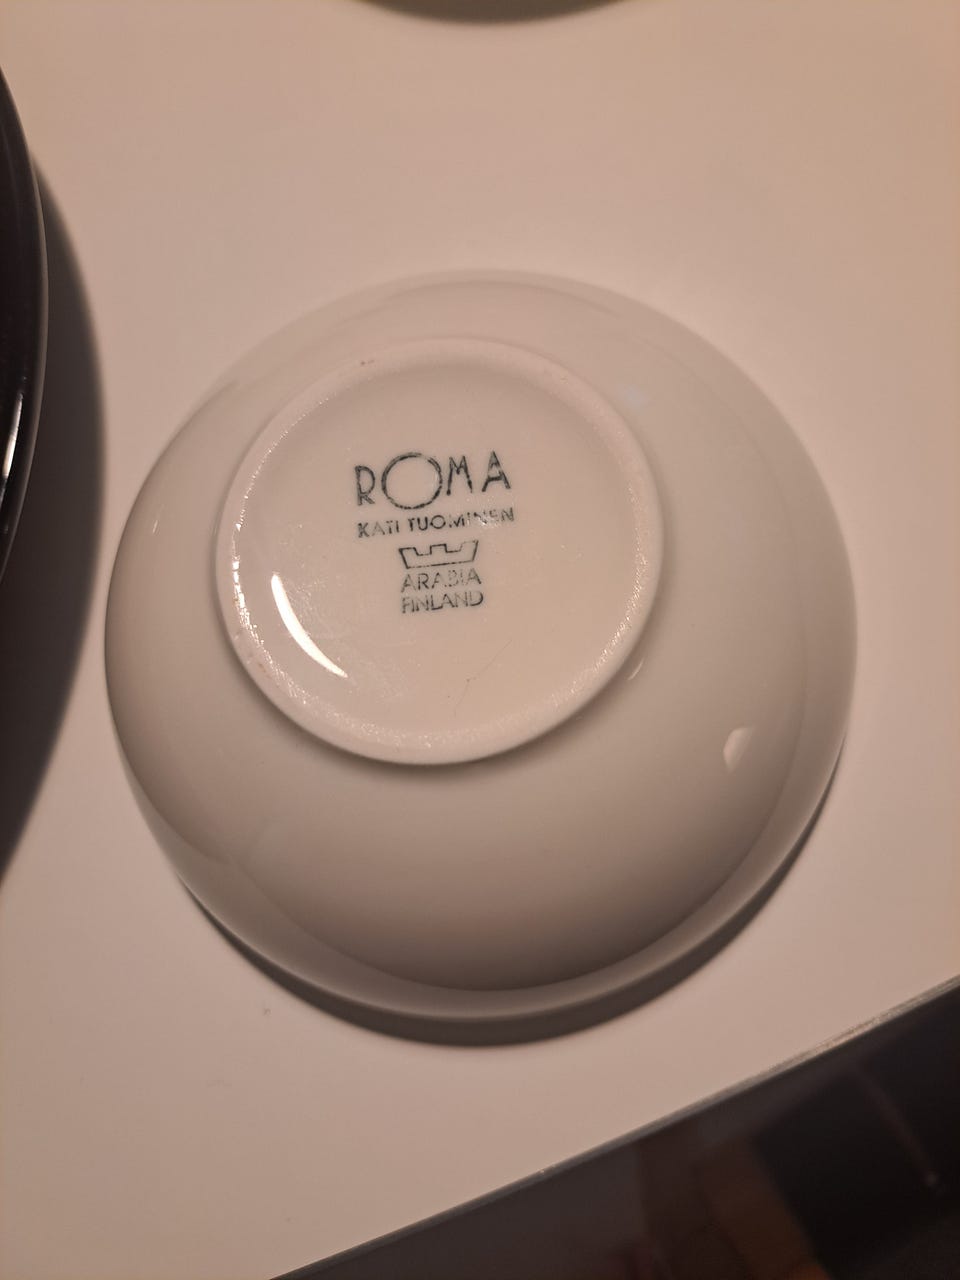 ROMA
KATI TUOMINEN
ARABIA
FINLAND